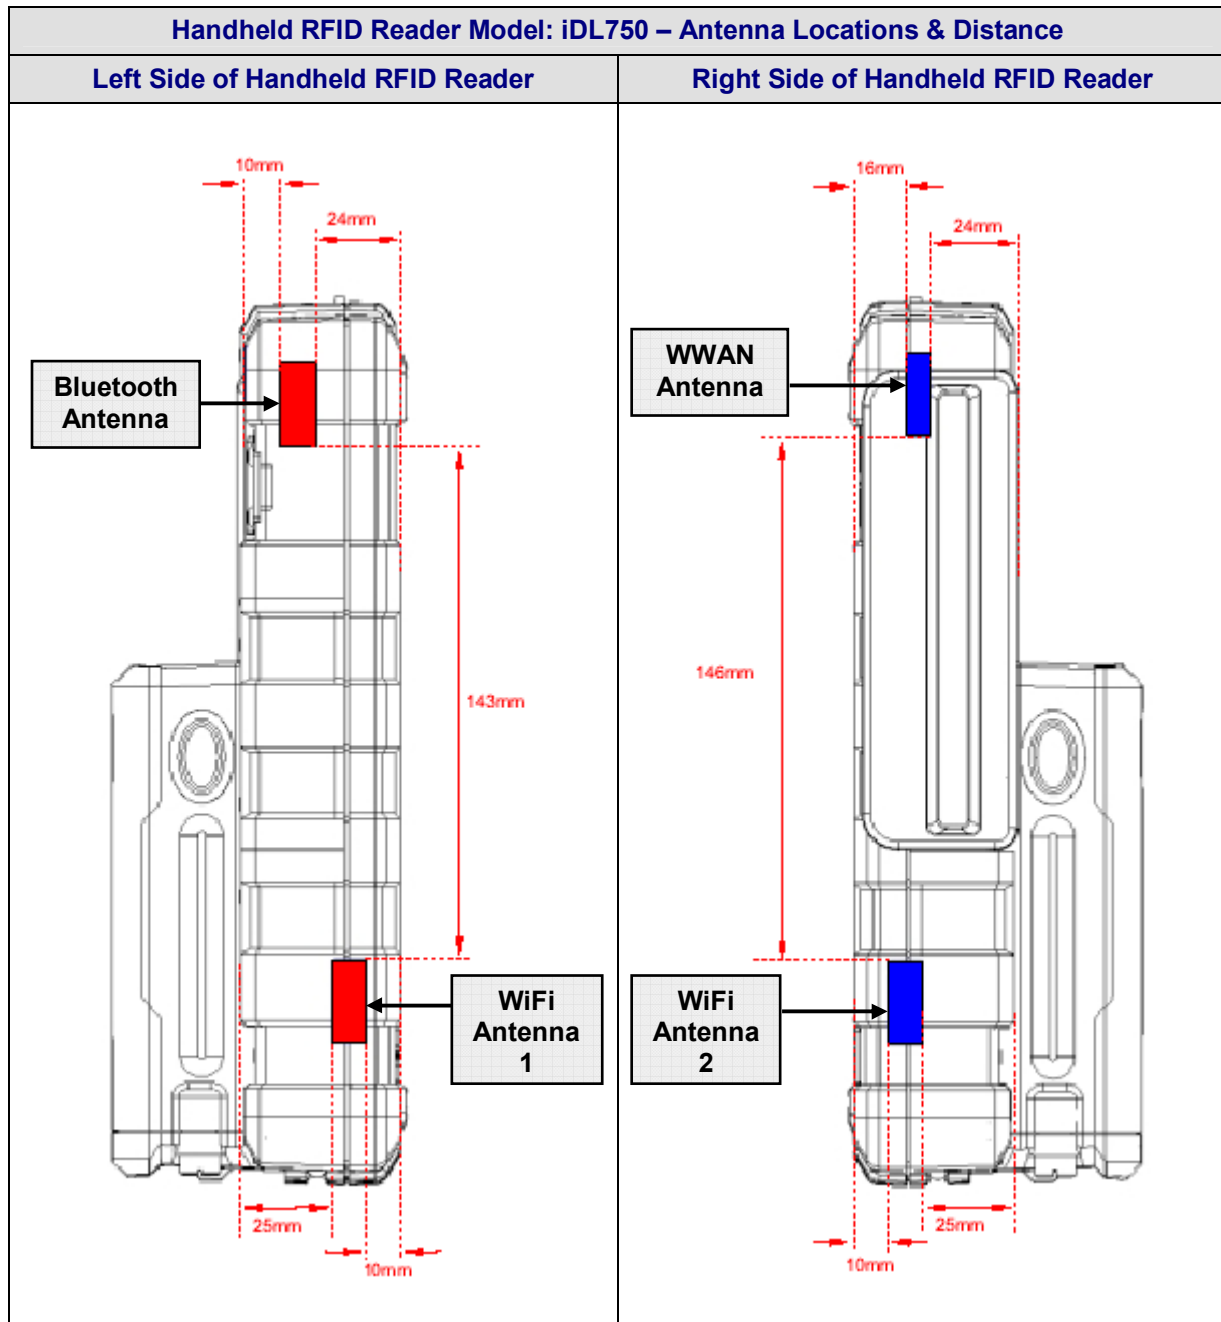 Handheld RFID Reader Model: iDL750 – Antenna Locations & Distance
Left Side of Handheld RFID Reader
Right Side of Handheld RFID Reader
10mm
24mm
Bluetooth
Antenna
143mm
WiFi
Antenna
1
25mm
10mm
16mm
24mm
WWAN
Antenna
146mm
WiFi
Antenna
2
25mm
10mm